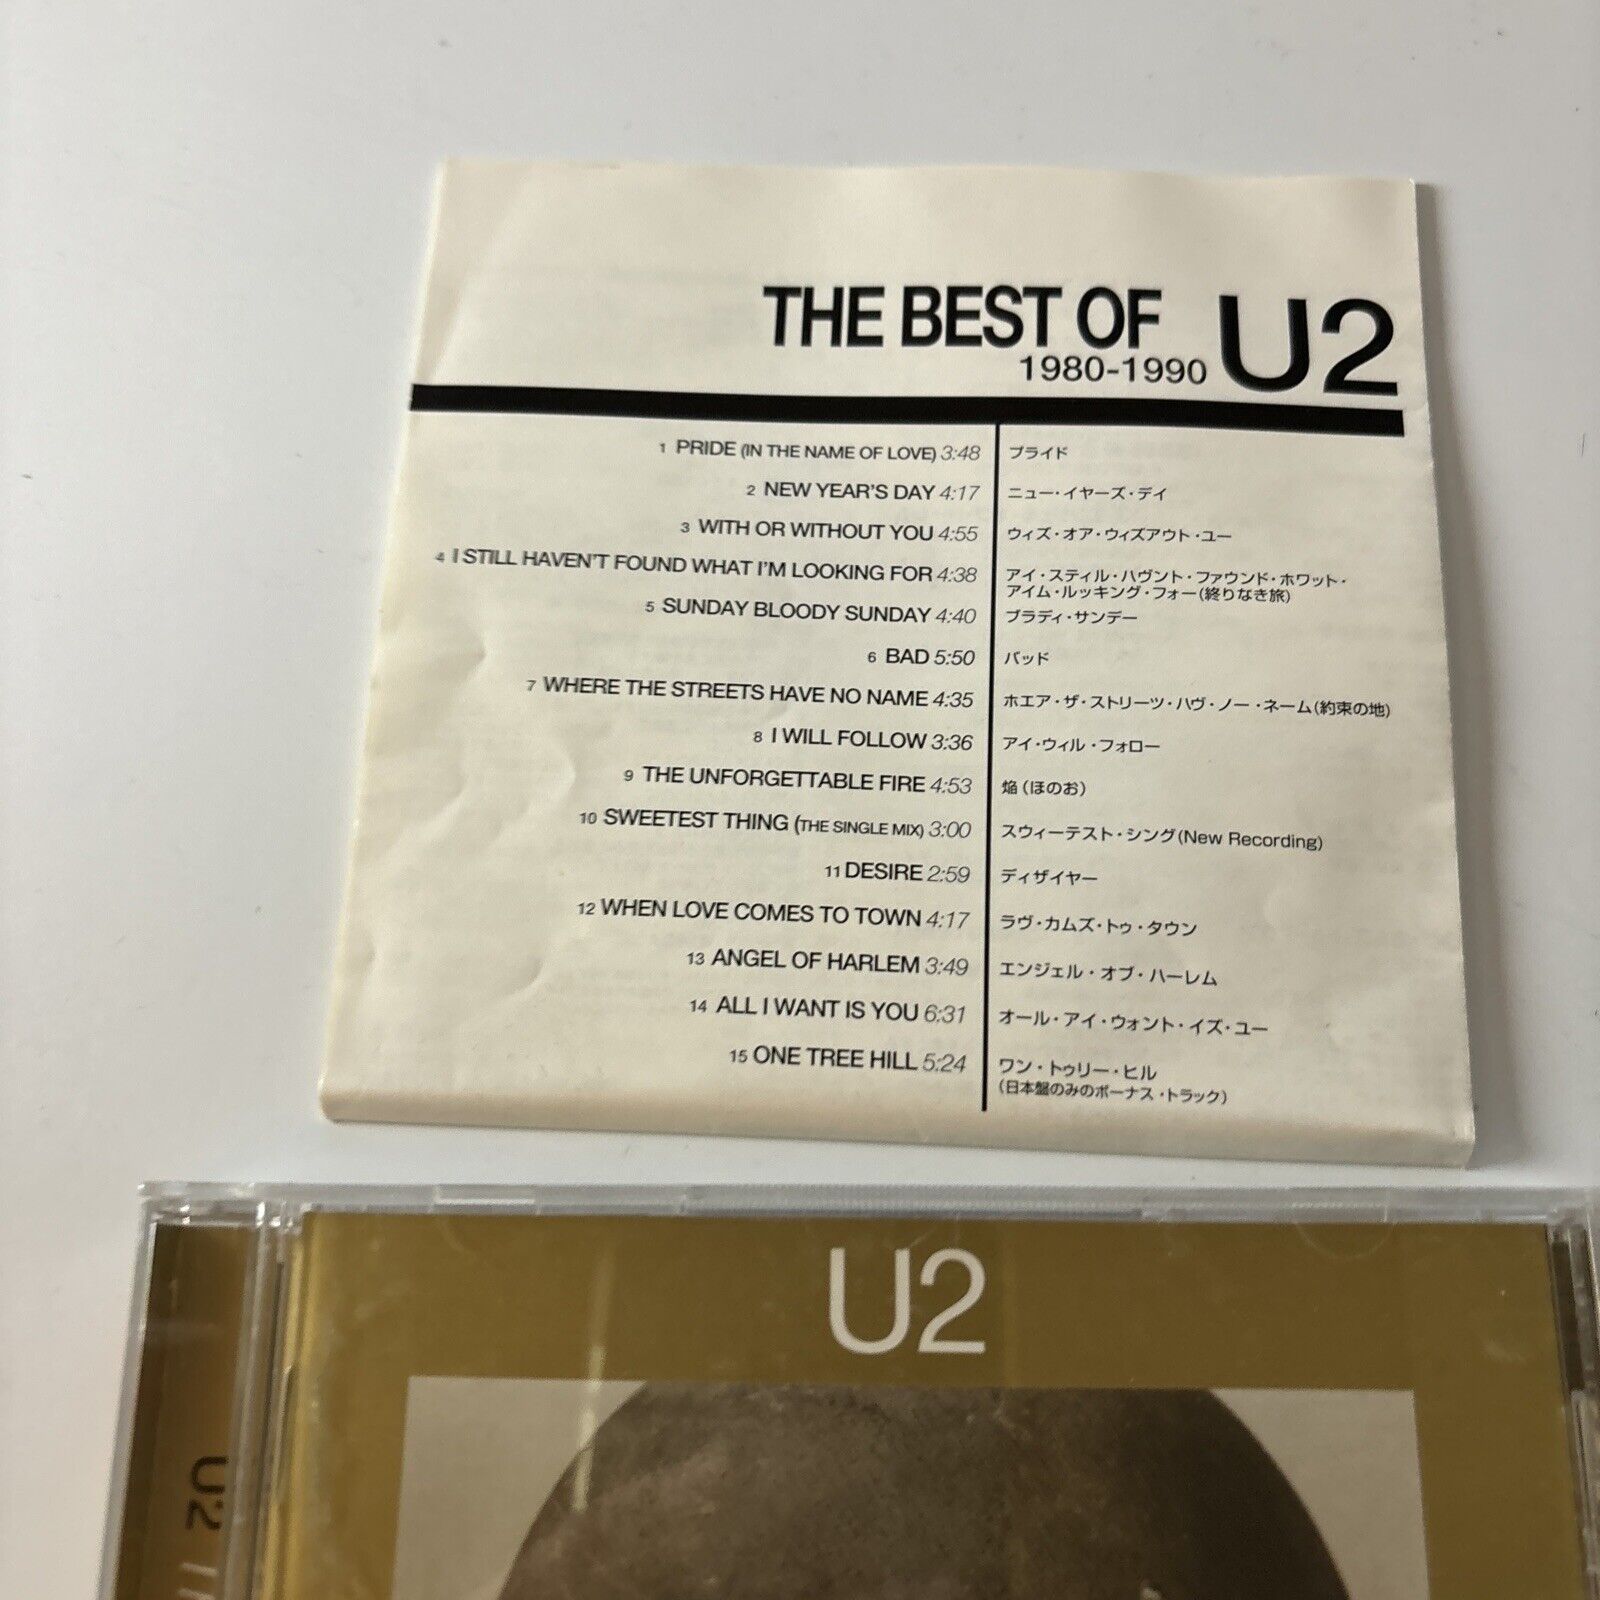 THE BEST OF U2
1980-1990
1 PRIDE (IN THE NAME OF LOVE) 3:48 プライド
2 NEW YEAR'S DAY 4:17 ニュー・イヤーズ・デイ
3 WITH OR WITHOUT YOU 4:55 ウィズ・オア・ウィズアウト・ユー
4 I STILL HAVEN'T FOUND WHAT I'M LOOKING FOR 4:38 アイ・スティル・ハヴント・ファウンド・ホワット・
アイム・ルッキング・フォー(終りなき旅)
5 SUNDAY BLOODY SUNDAY 4:40 ブラディ・サンデー
6 BAD 5:50 バッド
7 WHERE THE STREETS HAVE NO NAME 4:35 ホエア・ザ・ストリーツ・ハヴ・ノー・ネーム(約束の地)
8 I WILL FOLLOW 3:36 アイ・ウィル・フォロー
9 THE UNFORGETTABLE FIRE 4:53 焔(ほのお)
10 SWEETEST THING (THE SINGLE MIX) 3:00 スウィーテスト・シング(New Recording)
11 DESIRE 2:59 ディザイヤー
12 WHEN LOVE COMES TO TOWN 4:17 ラヴ・カムズ・トゥ・タウン
13 ANGEL OF HARLEM 3:49 エンジェル・オブ・ハーレム
14 ALL I WANT IS YOU 6:31 オール・アイ・ウォント・イズ・ユー
15 ONE TREE HILL 5:24 ワン・トゥリー・ヒル
(日本盤のみのボーナス・トラック)
U2
U2